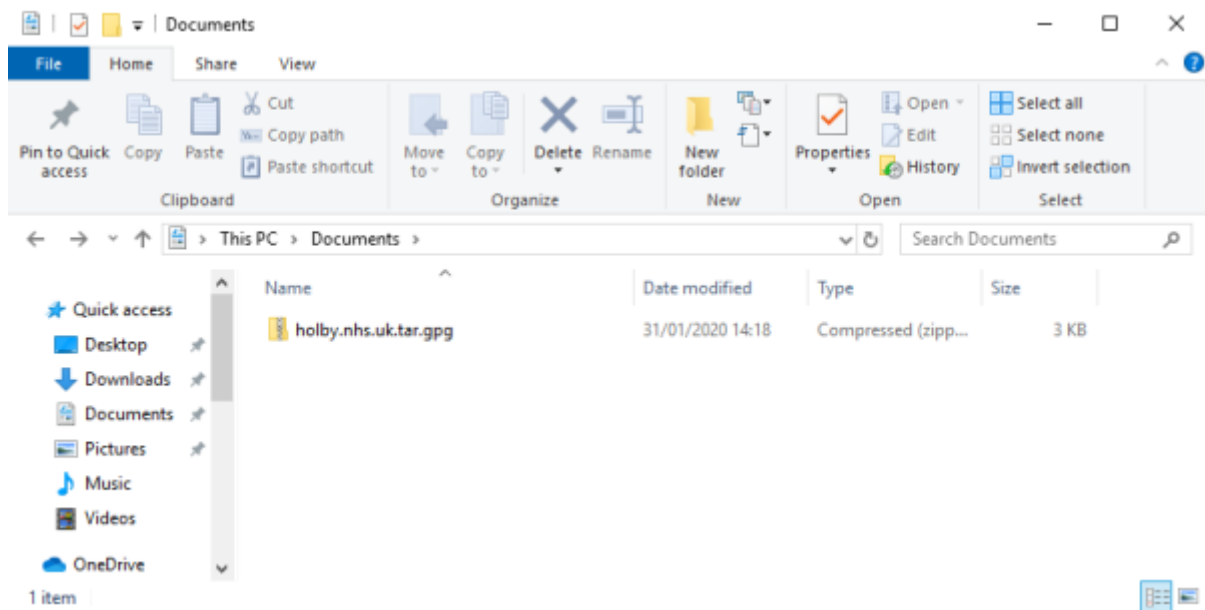 Documents
File Home Share View
Pin to Quick access
Copy
Paste
Cut
Copy path
Paste shortcut
Clipboard
Move to
Copy to
Delete
Rename
Organize
New folder
New
Properties
Open
Edit
History
Open
Select all
Select none
Invert selection
Select
This PC > Documents >
Search Documents
Name Date modified Type Size
holby.nhs.uk.tar.gpg 31/01/2020 14:18 Compressed (zipp... 3 KB
Quick access
Desktop
Downloads
Documents
Pictures
Music
Videos
OneDrive
1 item